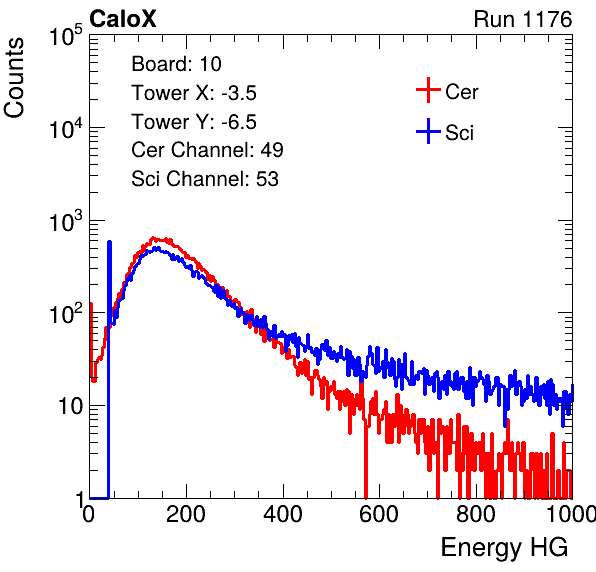 CaloX Run 1176
Counts
10^5
10^4
10^3
10^2
10
1
Board: 10
Tower X: -3.5
Tower Y: -6.5
Cer Channel: 49
Sci Channel: 53
Cer
Sci
0 200 400 600 800 1000
Energy HG